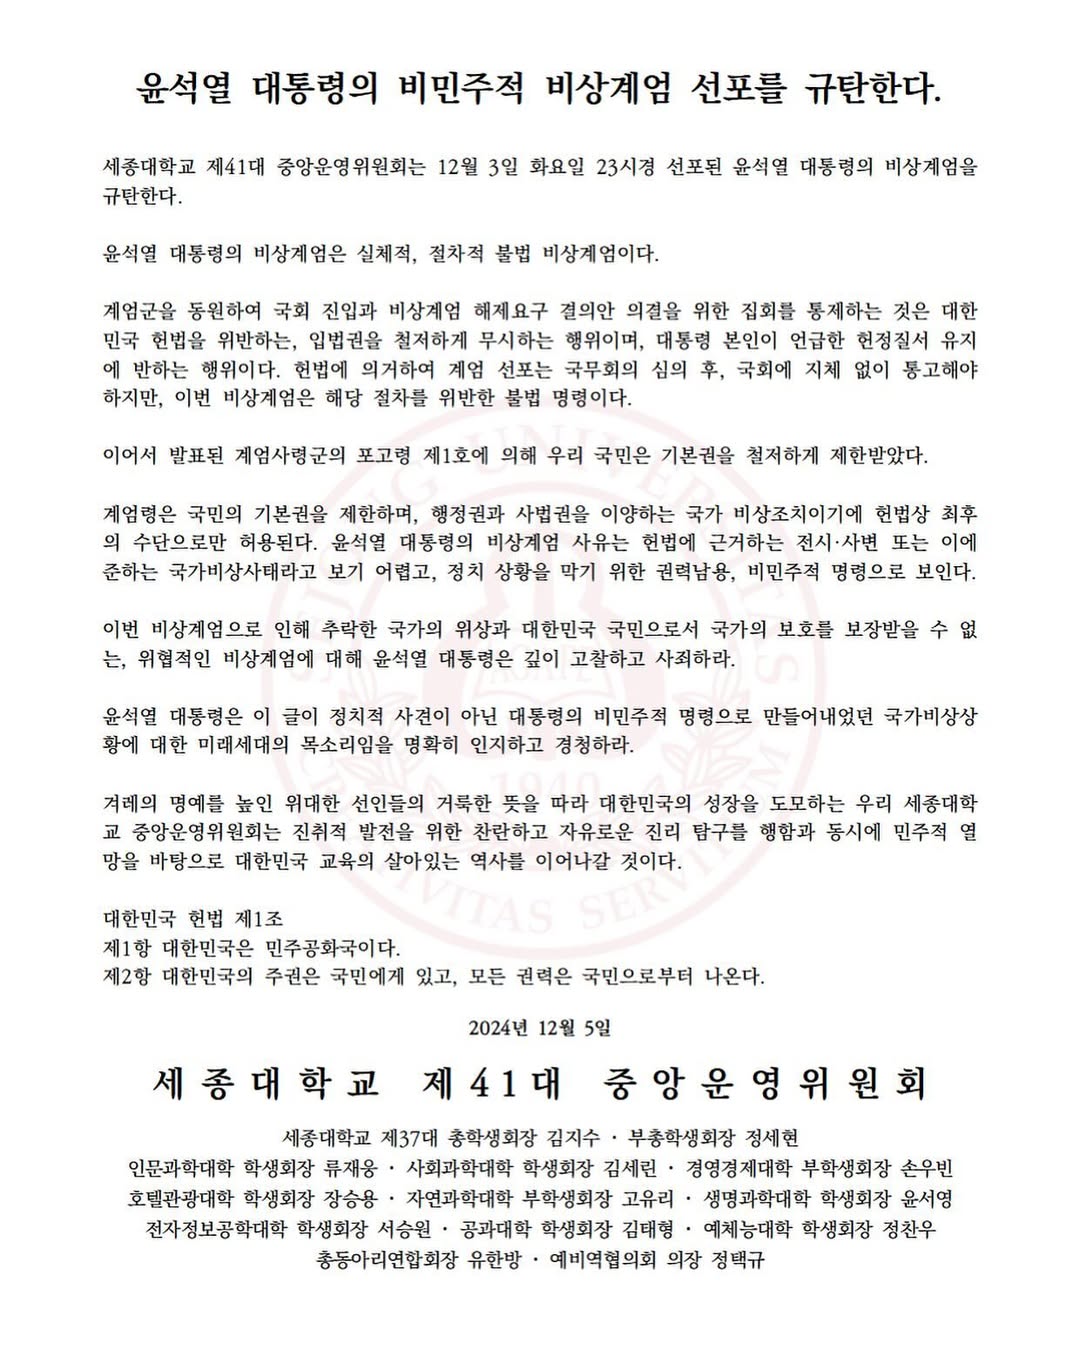 윤석열 대통령의 비민주적 비상계엄 선포를 규탄한다.
세종대학교 제41대 중앙운영위원회는 12월 3일 화요일 23시경 선포된 윤석열 대통령의 비상계엄을
규탄한다.
윤석열 대통령의 비상계엄은 실체적, 절차적 불법 비상계엄이다.
계엄군을 동원하여 국회 진입과 비상계엄 해제요구 결의안 의결을 위한 집회를 통제하는 것은 대한
민국 헌법을 위반하는, 입법권을 철저하게 무시하는 행위이며, 대통령 본인이 언급한 헌정질서 유지
에 반하는 행위이다. 헌법에 의거하여 계엄 선포는 국무회의 심의 후, 국회에 지체 없이 통고해야
하지만, 이번 비상계엄은 해당 절차를 위반한 불법 명령이다.
이어서 발표된 계엄사령군의 포고령 제1호에 의해 우리 국민은 기본권을 철저하게 제한받았다.
계엄령은 국민의 기본권을 제한하며, 행정권과 사법권을 이양하는 국가 비상조치이기에 헌법상 최후
의 수단으로만 허용된다. 윤석열 대통령의 비상계엄 사유는 헌법에 근거하는 전시·사변 또는 이에
준하는 국가비상사태라고 보기 어렵고, 정치 상황을 막기 위한 권력남용, 비민주적 명령으로 보인다.
이번 비상계엄으로 인해 추락한 국가의 위상과 대한민국 국민으로서 국가의 보호를 보장받을 수 없
는, 위협적인 비상계엄에 대해 윤석열 대통령은 깊이 고찰하고 사죄하라.
윤석열 대통령은 이 글이 정치적 사견이 아닌 대통령의 비민주적 명령으로 만들어내었던 국가비상상
황에 대한 미래세대의 목소리임을 명확히 인지하고 경청하라.
겨레의 명예를 높인 위대한 선인들의 거룩한 뜻을 따라 대한민국의 성장을 도모하는 우리 세종대학
교 중앙운영위원회는 진취적 발전을 위한 찬란하고 자유로운 진리 탐구를 행함과 동시에 민주적 열
망을 바탕으로 대한민국 교육의 살아있는 역사를 이어나갈 것이다.
대한민국 헌법 제1조
제1항 대한민국은 민주공화국이다.
제2항 대한민국의 주권은 국민에게 있고, 모든 권력은 국민으로부터 나온다.
2024년 12월 5일
세종대학교 제41대 중앙운영위원회
세종대학교 제37대 총학생회장 김지수 · 부총학생회장 정세현
인문과학대학 학생회장 류재웅 · 사회과학대학 학생회장 김세린 · 경영경제대학 부학생회장 손우빈
호텔관광대학 학생회장 장승용 · 자연과학대학 부학생회장 고유리 · 생명과학대학 학생회장 윤서영
전자정보공학대학 학생회장 서승원 · 공과대학 학생회장 김태형 · 예체능대학 학생회장 정찬우
총동아리연합회장 유한방 · 예비역협의회 의장 정택규
SEJONG UNIVERSITAS
AGAPE
1940